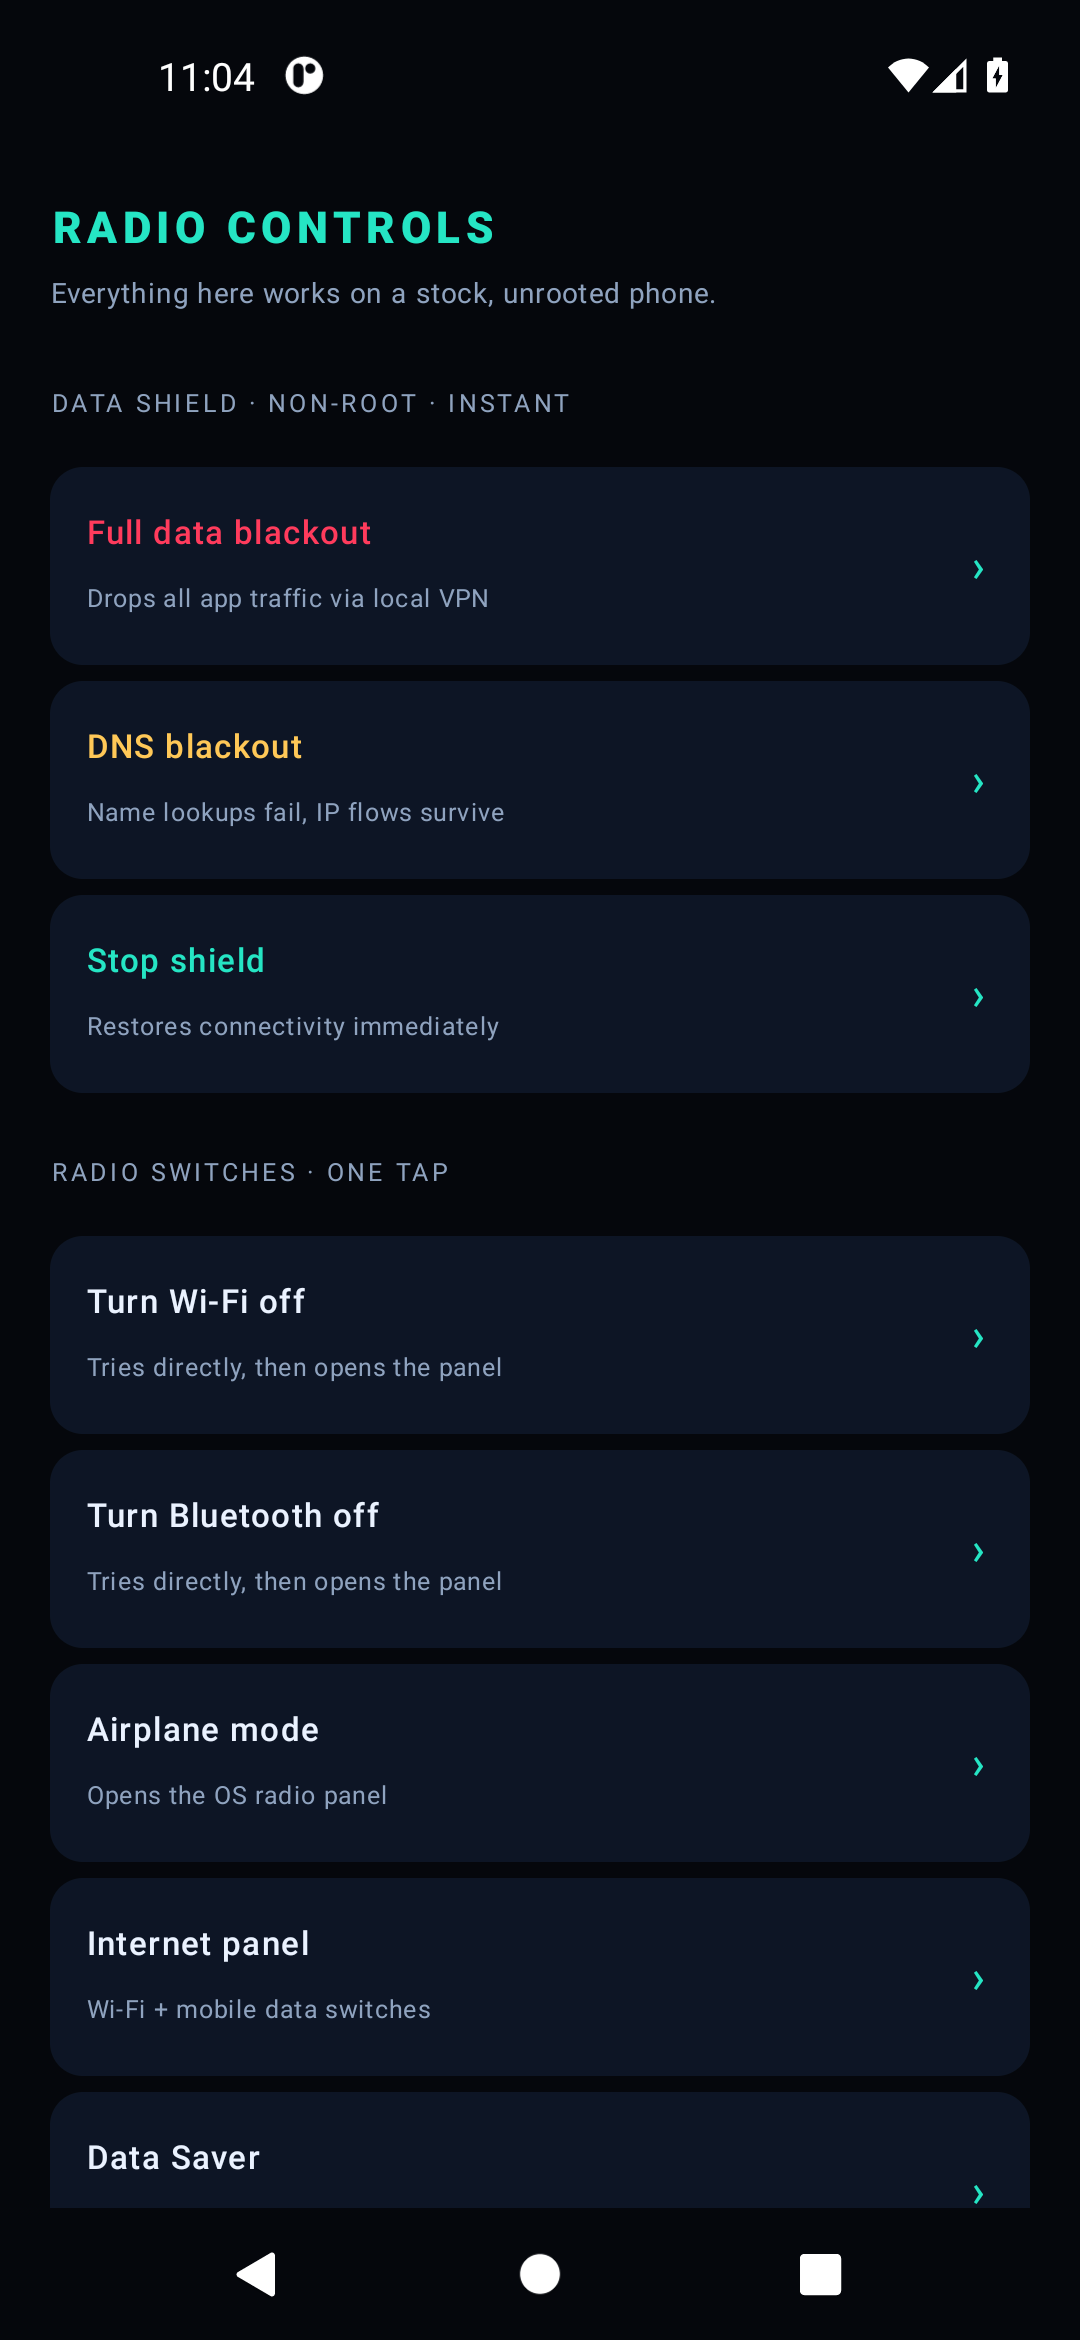 11:04
RADIO CONTROLS
Everything here works on a stock, unrooted phone.
DATA SHIELD · NON-ROOT · INSTANT
Full data blackout
Drops all app traffic via local VPN
DNS blackout
Name lookups fail, IP flows survive
Stop shield
Restores connectivity immediately
RADIO SWITCHES · ONE TAP
Turn Wi-Fi off
Tries directly, then opens the panel
Turn Bluetooth off
Tries directly, then opens the panel
Airplane mode
Opens the OS radio panel
Internet panel
Wi-Fi + mobile data switches
Data Saver